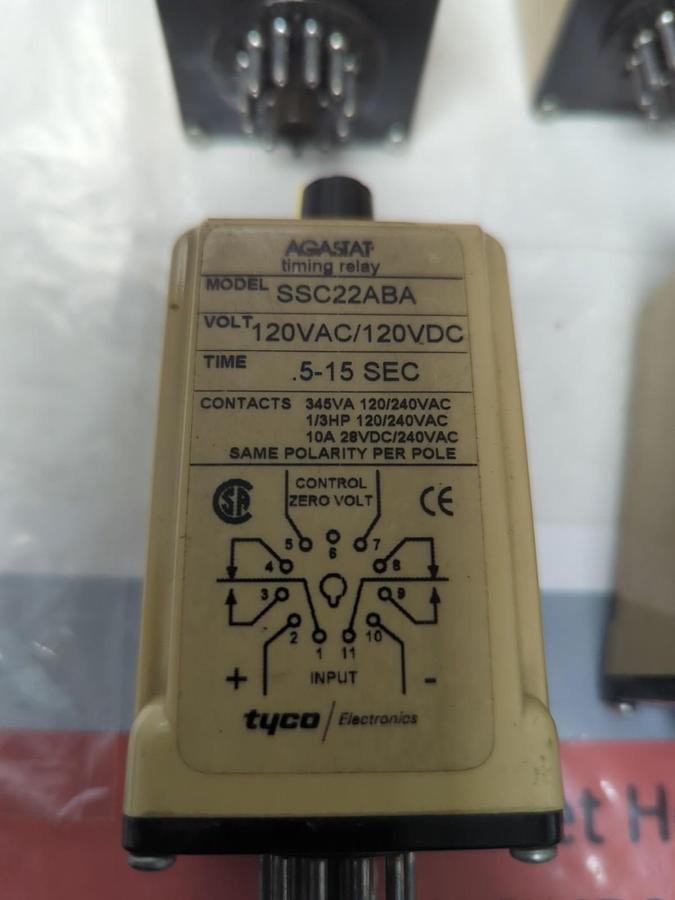 AGASTAT
timing relay
MODEL SSC22ABA
VOLT 120VAC/120VDC
TIME .5-15 SEC
CONTACTS 345VA 120/240VAC
1/3HP 120/240VAC
10A 28VDC/240VAC
SAME POLARITY PER POLE
CONTROL
ZERO VOLT
SA CE
5 6 7
4 8
3 9
2 10
1 11
+ INPUT -
tyco / Electronics
et H